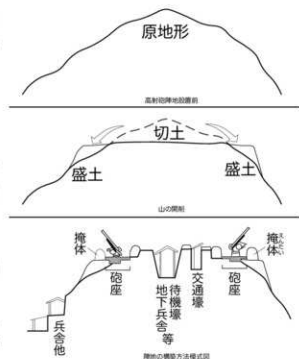 原地形
高射砲陣地設置前
切土
盛土
盛土
山の開削
掩体
砲座
兵舎他
待機壕
地下兵舎 等
交通壕
砲座
掩体
えんたい
陣地の構築方法模式図